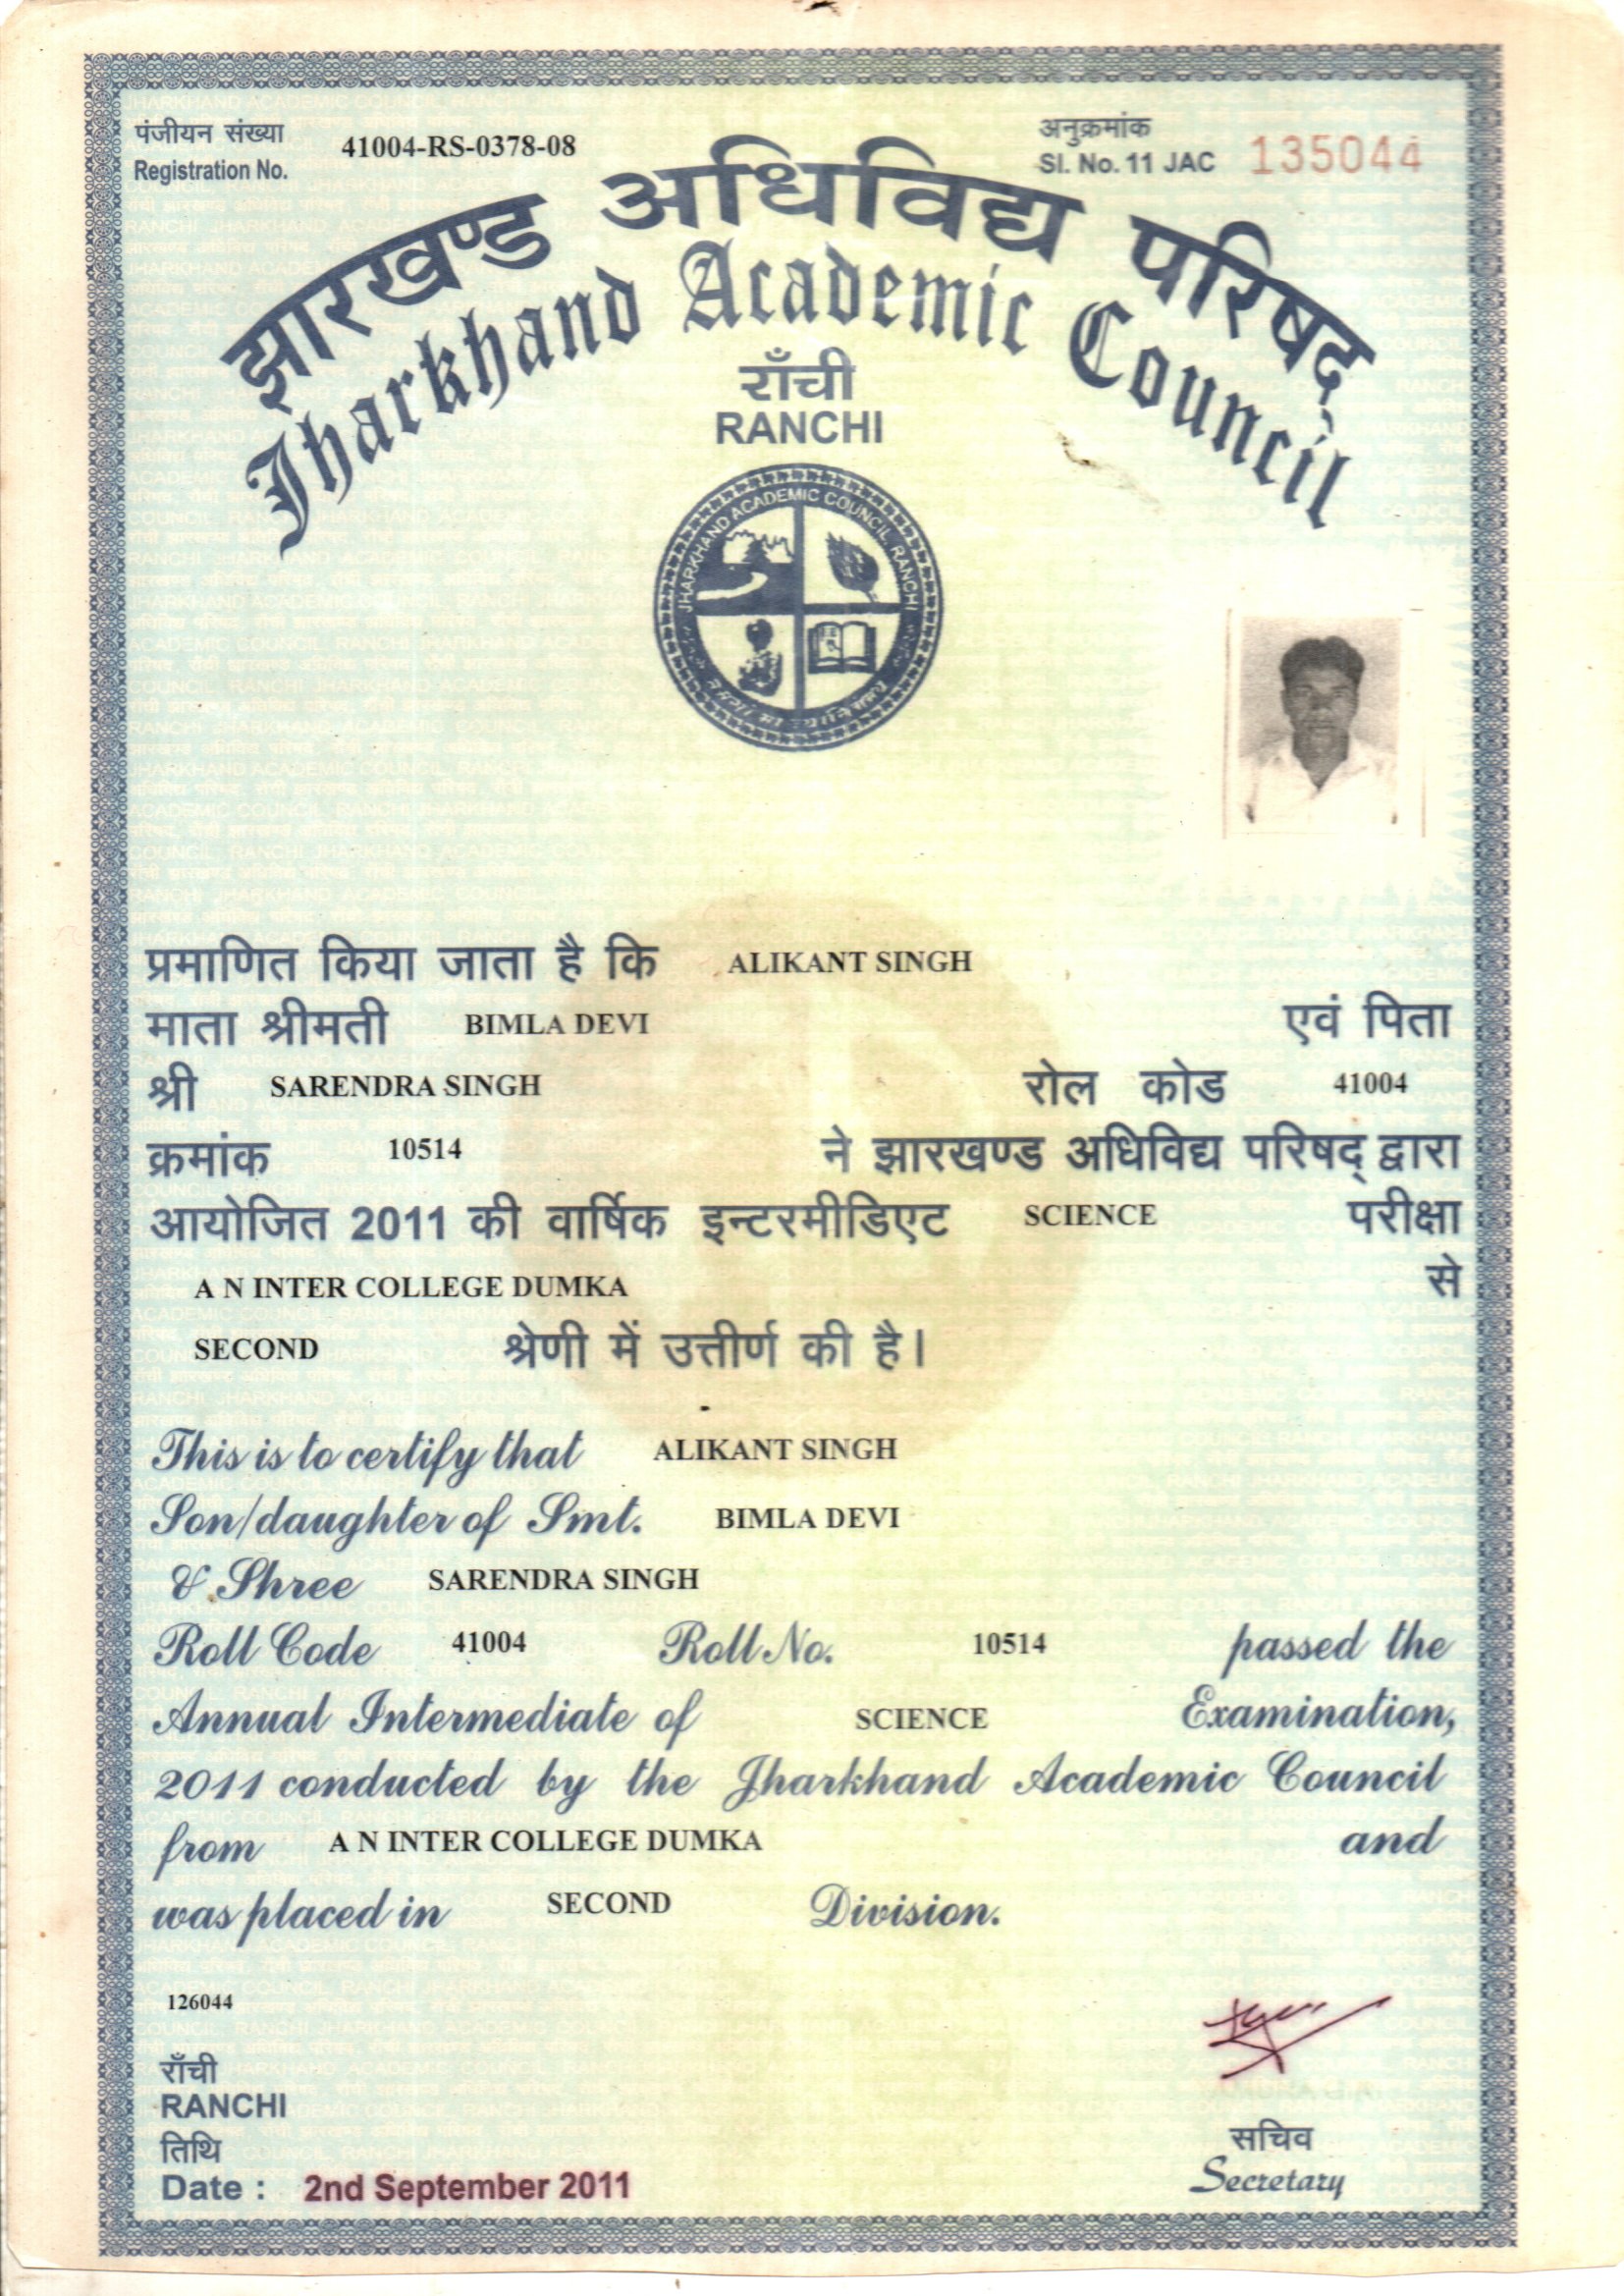 पंजीयन संख्या
Registration No. 41004-RS-0378-08
अनुक्रमांक
Sl. No. 11 JAC 135044
झारखण्ड अधिविद्य परिषद्
Jharkhand Academic Council
राँची
RANCHI
JHARKHAND ACADEMIC COUNCIL, RANCHI
प्रमाणित किया जाता है कि ALIKANT SINGH
माता श्रीमती BIMLA DEVI एवं पिता
श्री SARENDRA SINGH रोल कोड 41004
क्रमांक 10514 ने झारखण्ड अधिविद्य परिषद् द्वारा
आयोजित 2011 की वार्षिक इन्टरमीडिएट SCIENCE परीक्षा
A N INTER COLLEGE DUMKA से
SECOND श्रेणी में उत्तीर्ण की है।
This is to certify that ALIKANT SINGH
Son/daughter of Smt. BIMLA DEVI
& Shree SARENDRA SINGH
Roll Code 41004 Roll No. 10514 passed the
Annual Intermediate of SCIENCE Examination,
2011 conducted by the Jharkhand Academic Council
from A N INTER COLLEGE DUMKA and
was placed in SECOND Division.
126044
राँची
RANCHI
तिथि
Date : 2nd September 2011
सचिव
Secretary